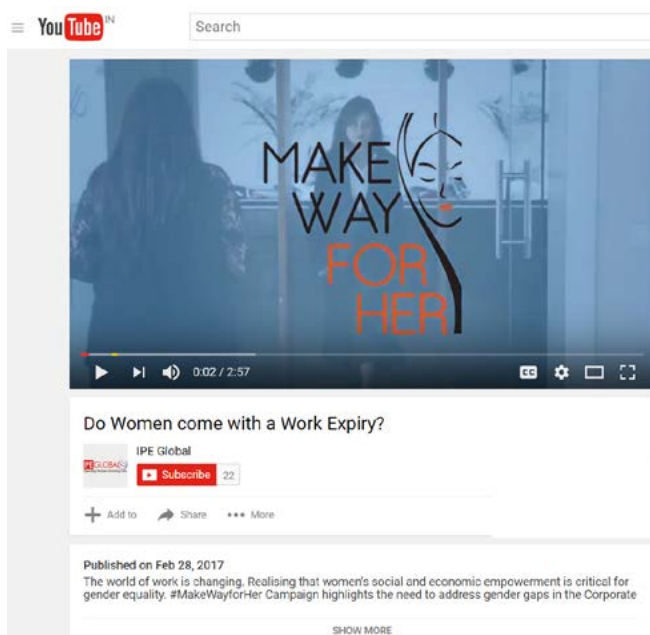 YouTube IN
Search
MAKE
WAY
FOR
HER
0:02 / 2:57
CC
Do Women come with a Work Expiry?
IPE Global
IPE GLOBAL
Subscribe 22
Add to Share More
Published on Feb 28, 2017
The world of work is changing. Realising that women's social and economic empowerment is critical for
gender equality. #MakeWayforHer Campaign highlights the need to address gender gaps in the Corporate
SHOW MORE